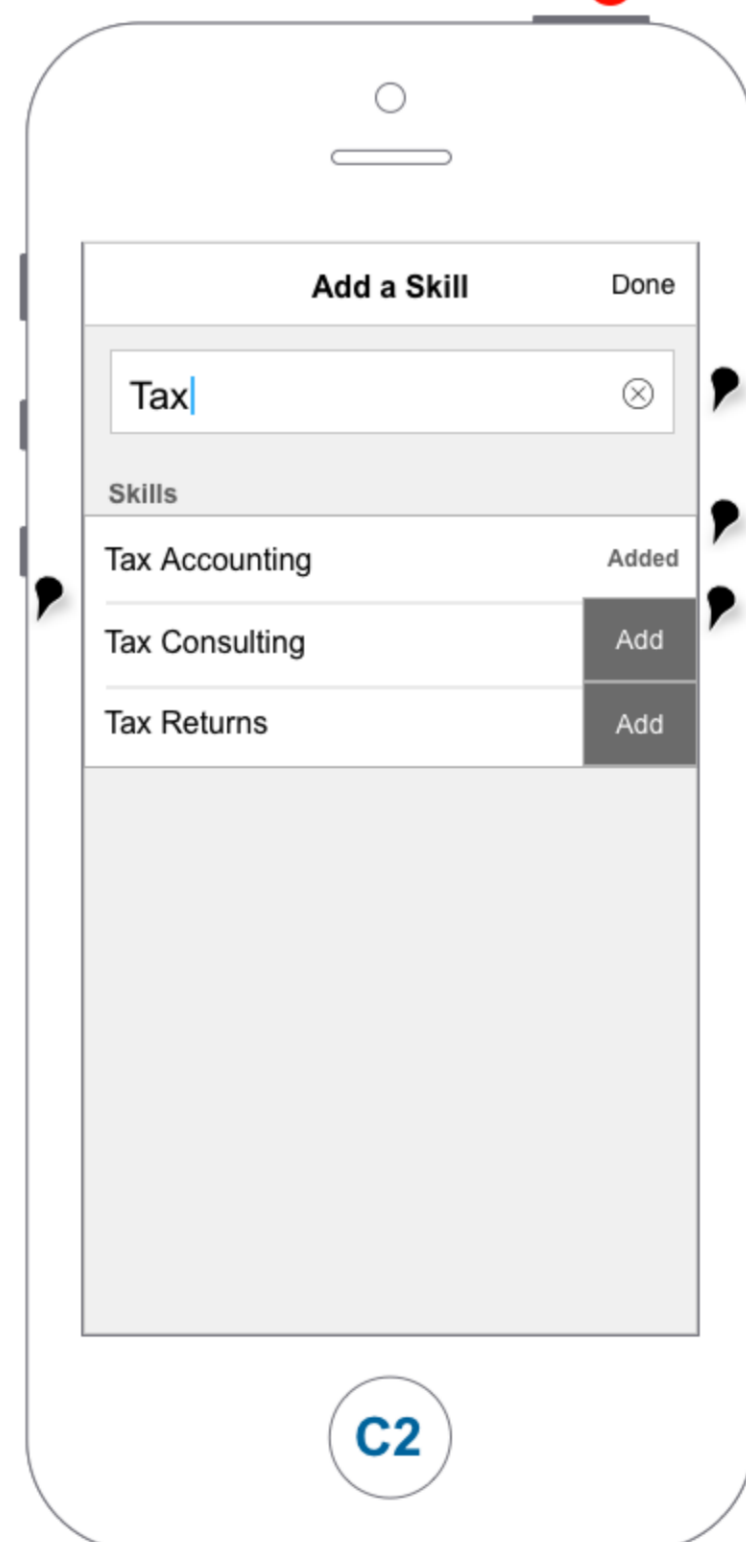 Add a Skill Done
Tax
Skills
Tax Accounting Added
Tax Consulting Add
Tax Returns Add
C2